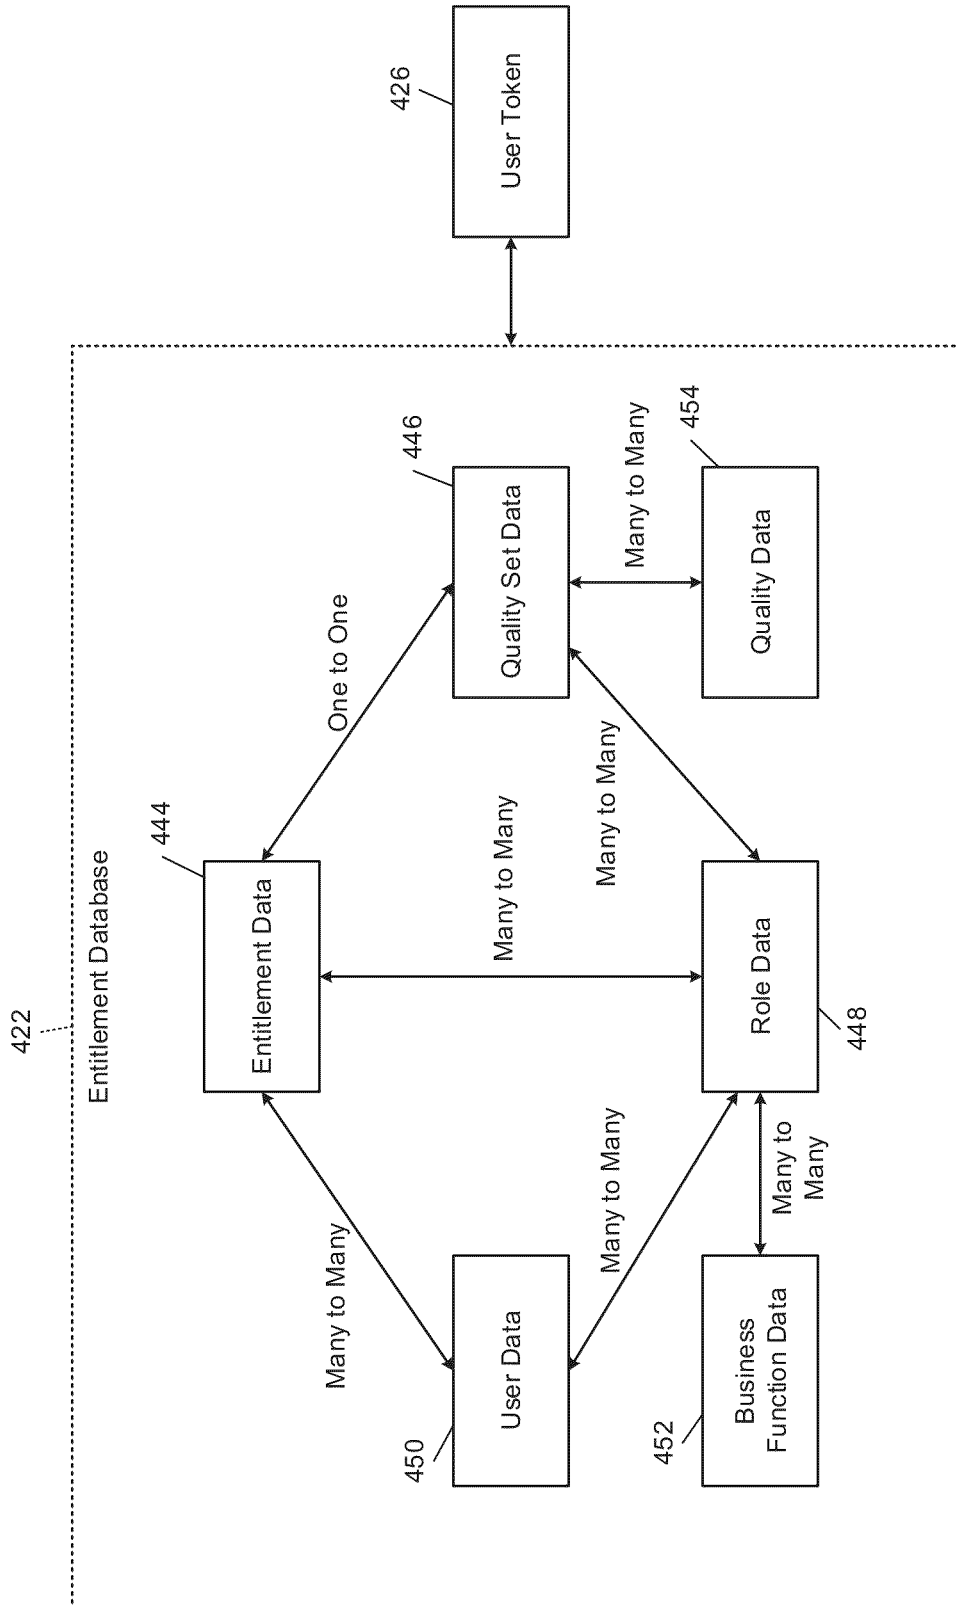 422
Entitlement Database
444
Entitlement Data
Many to Many
One to One
446
Quality Set Data
426
User Token
450
User Data
Many to Many
Many to Many
Many to Many
Many to Many
454
Quality Data
452
Business
Function Data
Many to
Many
Role Data
448